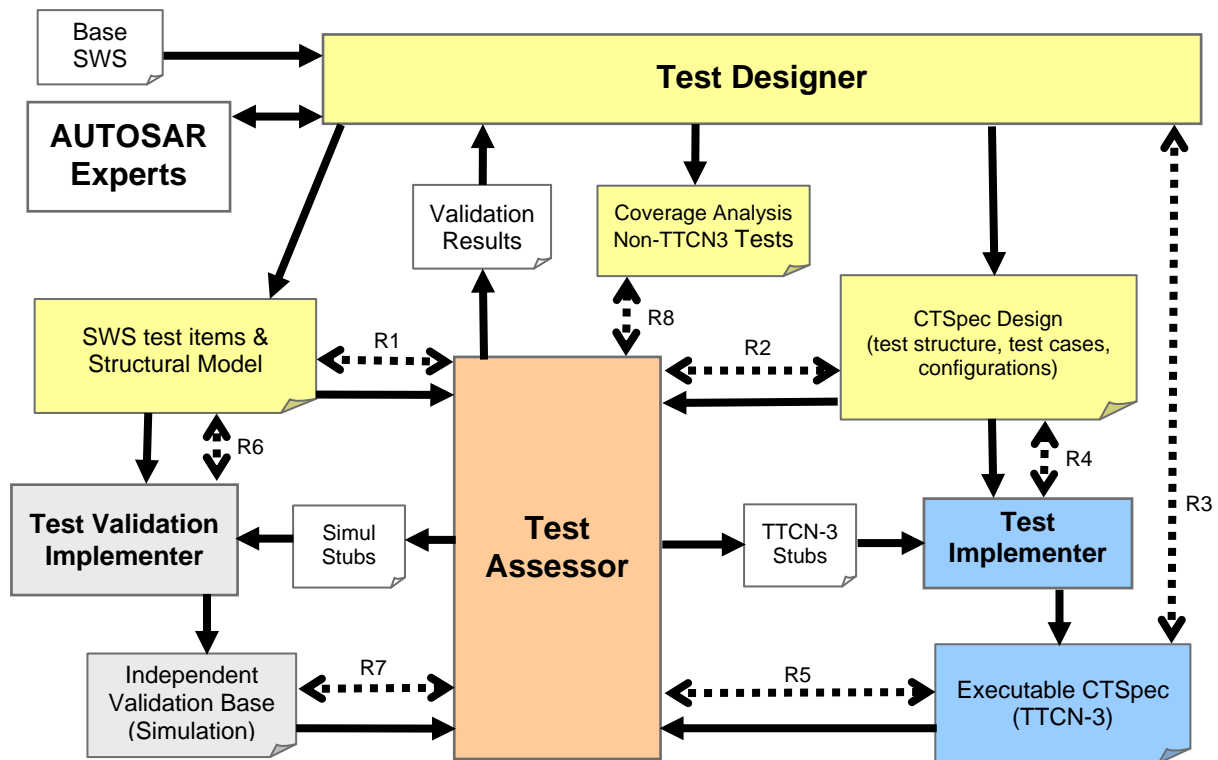 Base
SWS
Test Designer
AUTOSAR
Experts
Validation
Results
Coverage Analysis
Non-TTCN3 Tests
R8
SWS test items &
Structural Model
R1
R2
CTSpec Design
(test structure, test cases,
configurations)
R6
R4
R3
Test Validation
Implementer
Simul
Stubs
Test
Assessor
TTCN-3
Stubs
Test
Implementer
Independent
Validation Base
(Simulation)
R7
R5
Executable CTSpec
(TTCN-3)